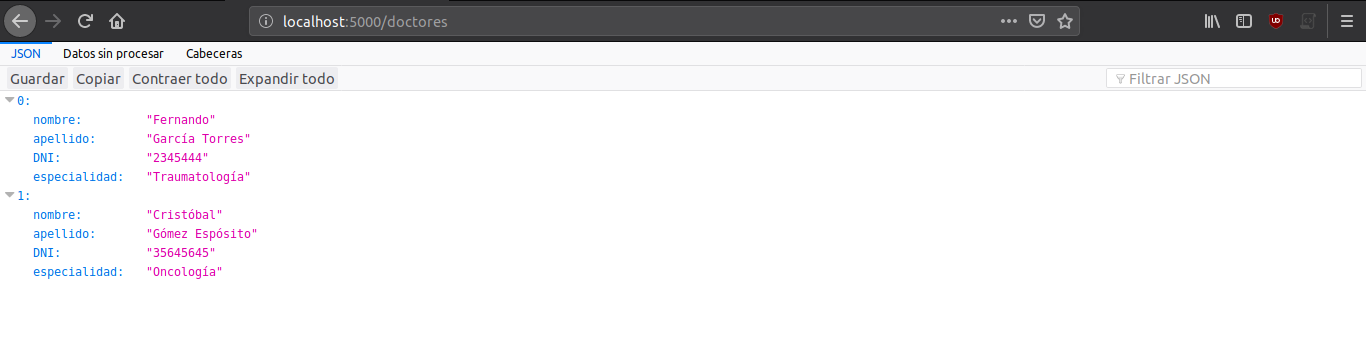 localhost:5000/doctores
JSON Datos sin procesar Cabeceras
Guardar Copiar Contraer todo Expandir todo Filtrar JSON
0:
nombre: "Fernando"
apellido: "García Torres"
DNI: "2345444"
especialidad: "Traumatología"
1:
nombre: "Cristóbal"
apellido: "Gómez Espósito"
DNI: "35645645"
especialidad: "Oncología"